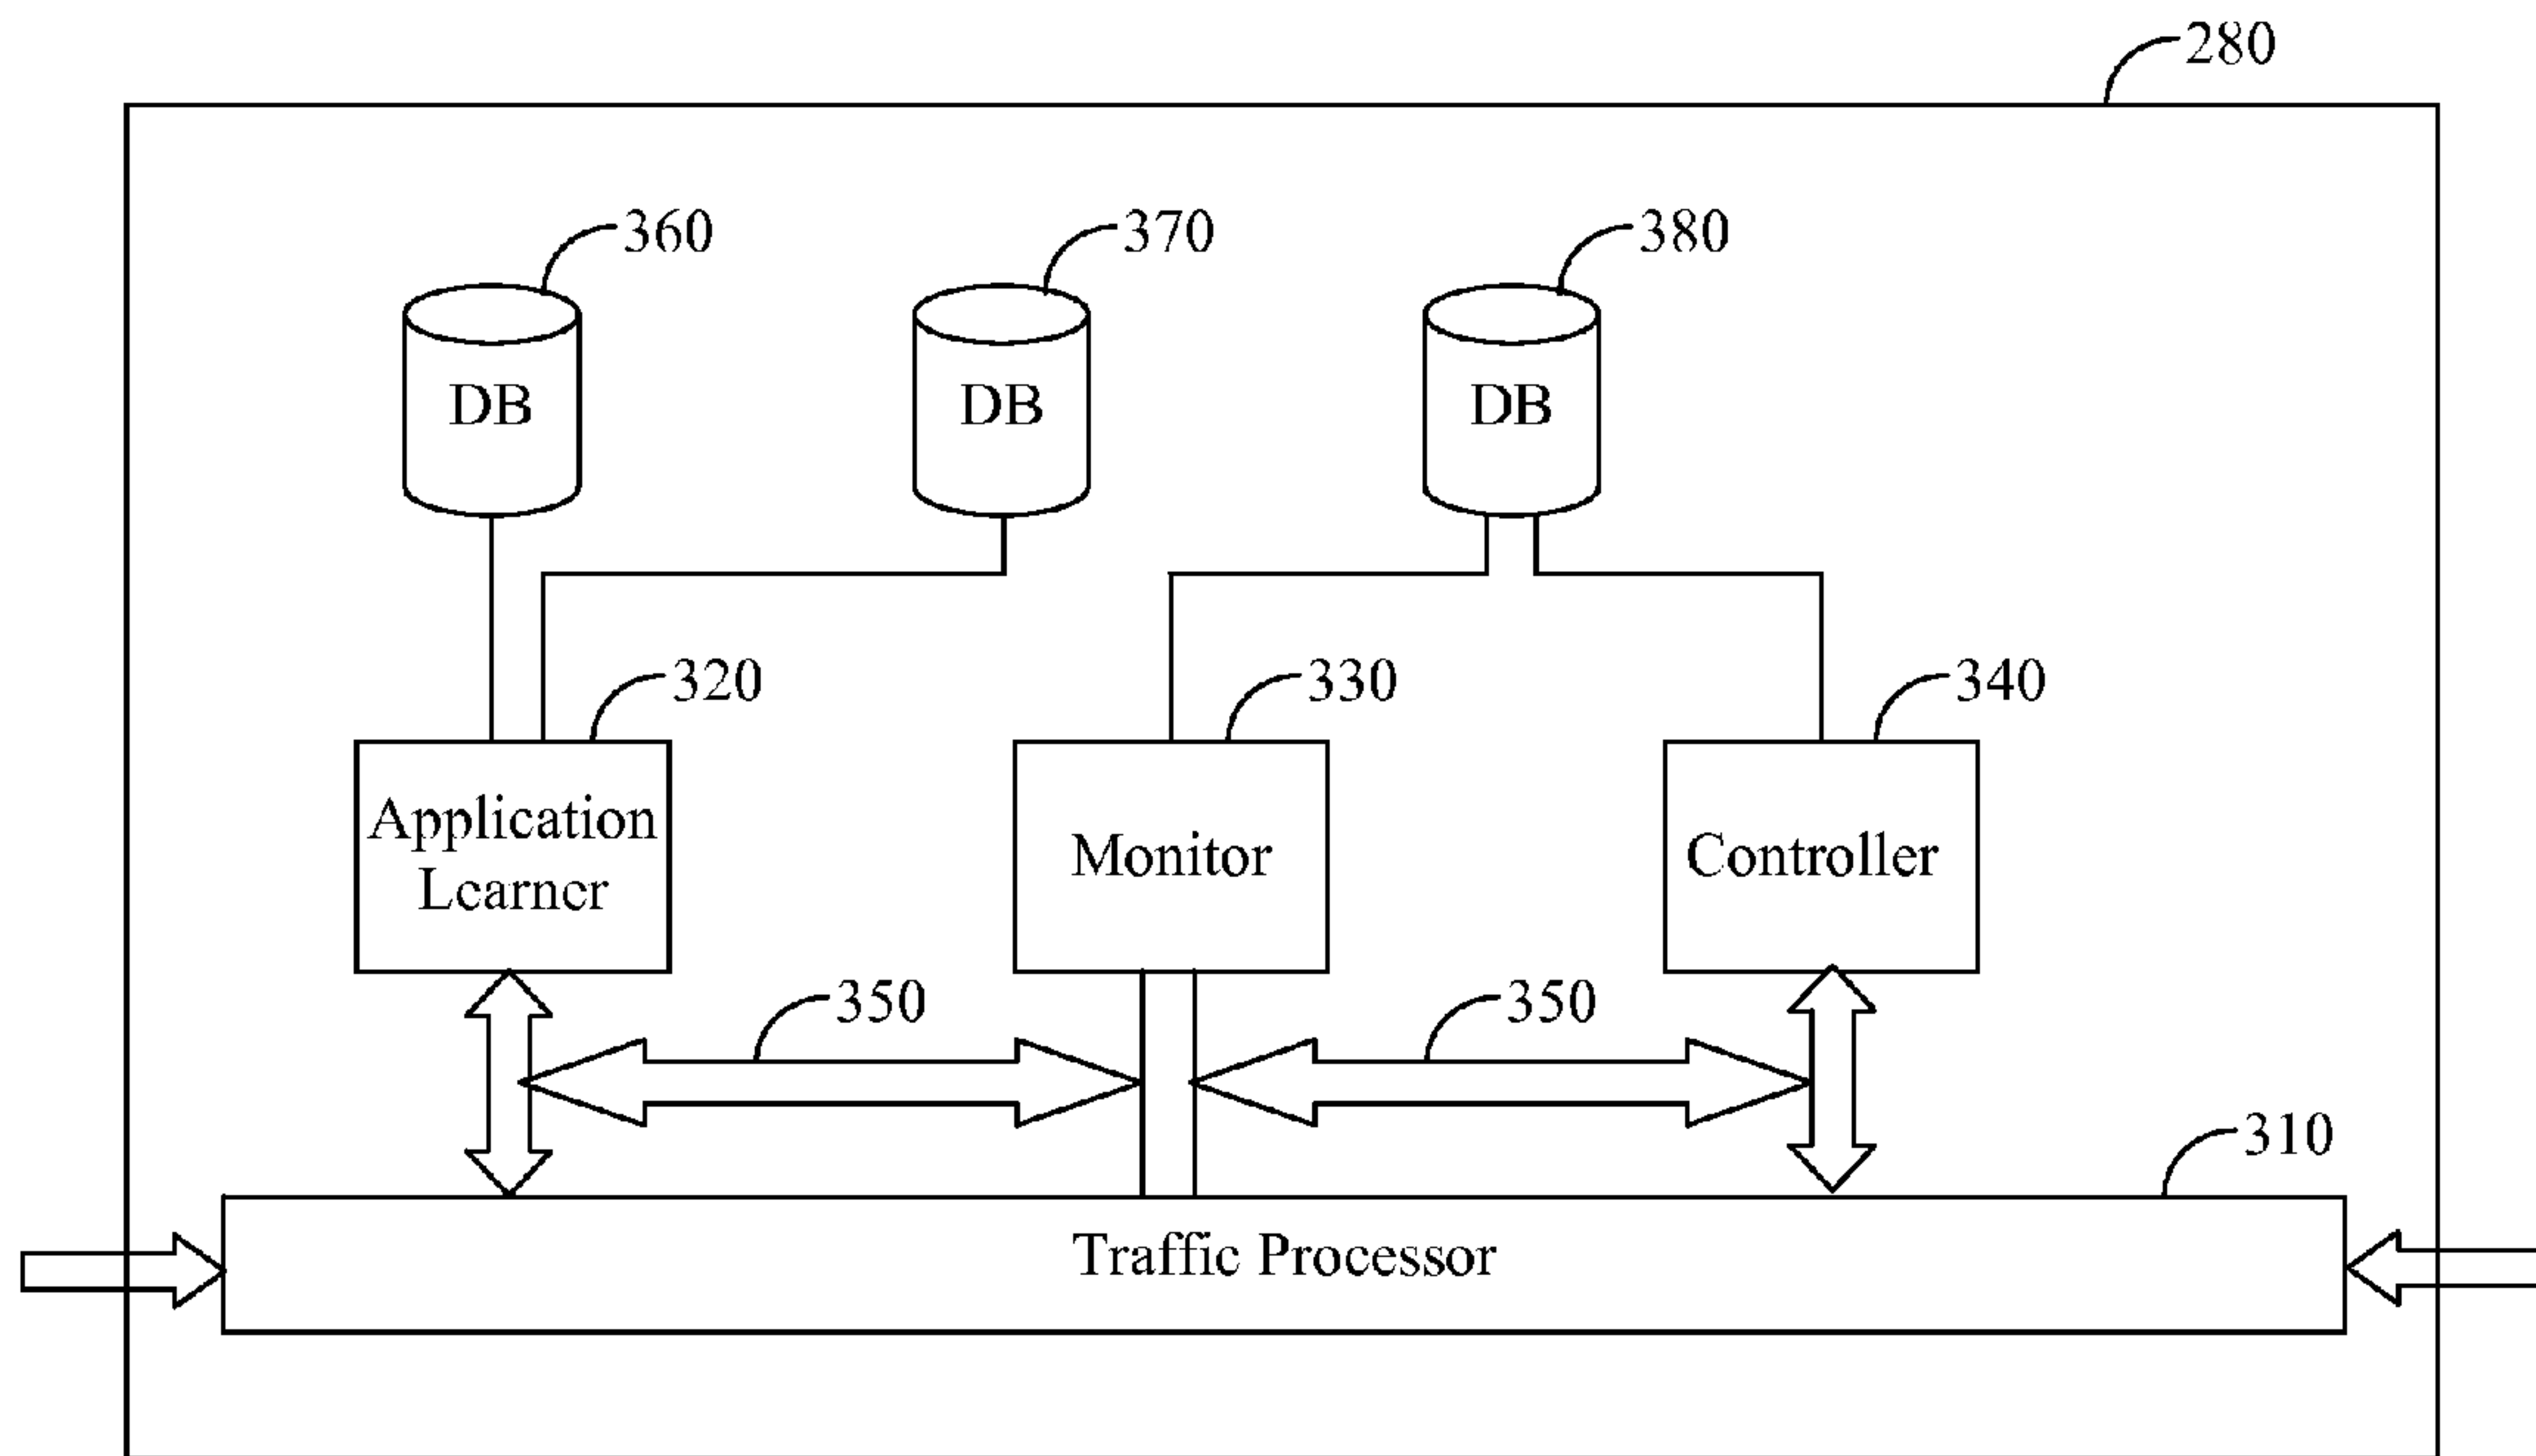 280
360
370
380
DB
DB
DB
320
330
340
Application
Learner
Monitor
Controller
350
350
310
Traffic Processor